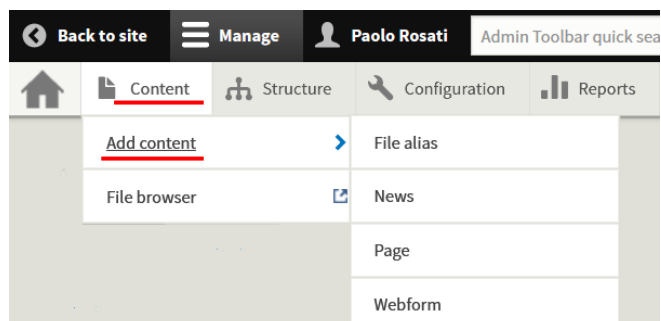 Back to site Manage Paolo Rosati Admin Toolbar quick sea
Content Structure Configuration Reports
Add content File alias
File browser News
Page
Webform